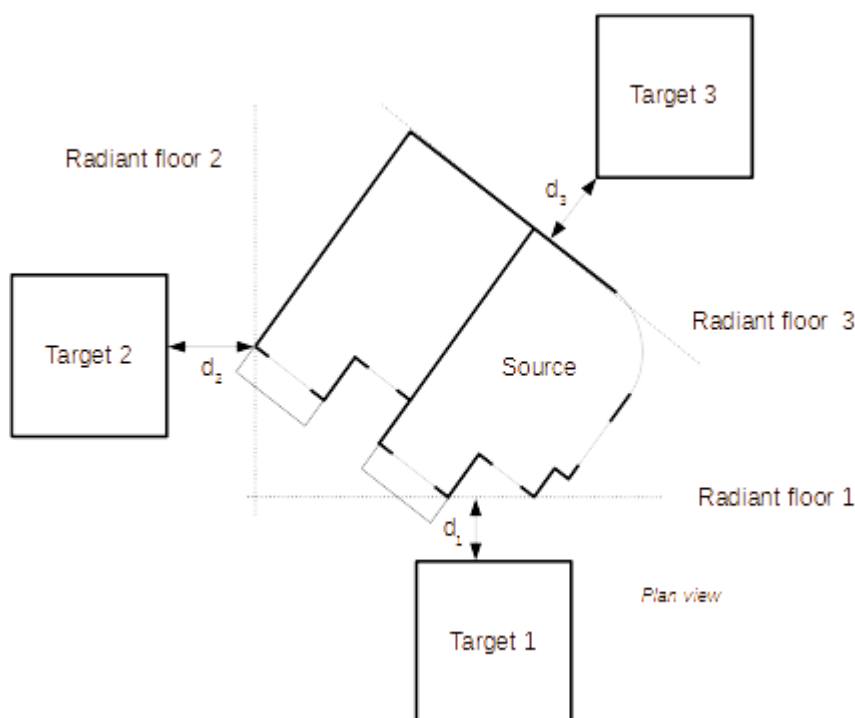 Target 3
Radiant floor 2
d3
Radiant floor 3
Target 2
d2
Source
Radiant floor 1
d1
Plan view
Target 1